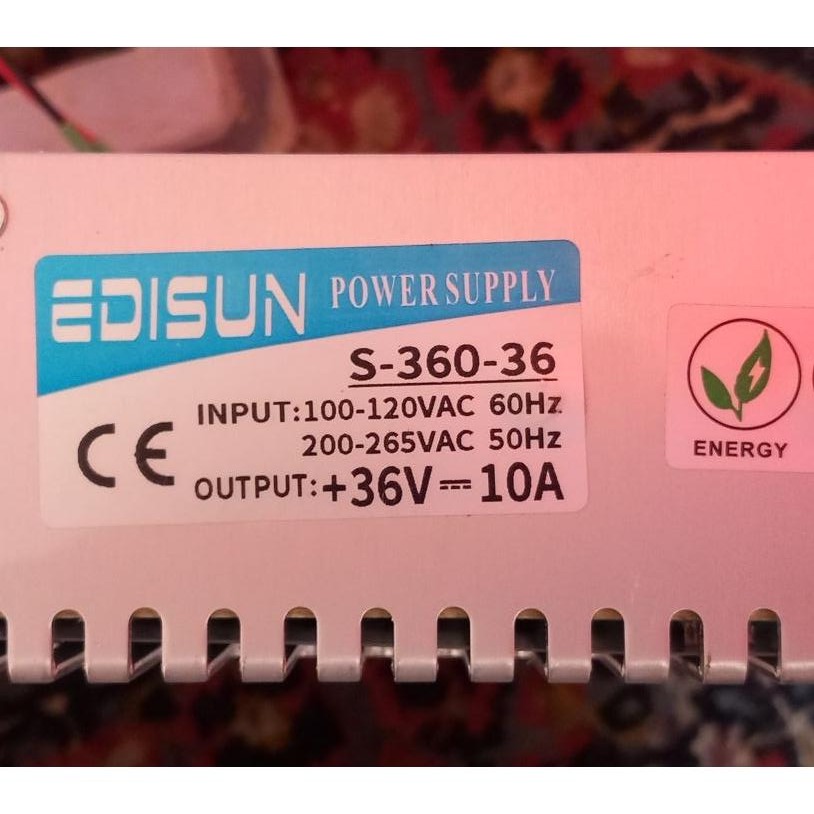 EDISUN POWER SUPPLY
S-360-36
INPUT:100-120VAC 60Hz
200-265VAC 50Hz
CE
OUTPUT:+36V⎓10A
ENERGY